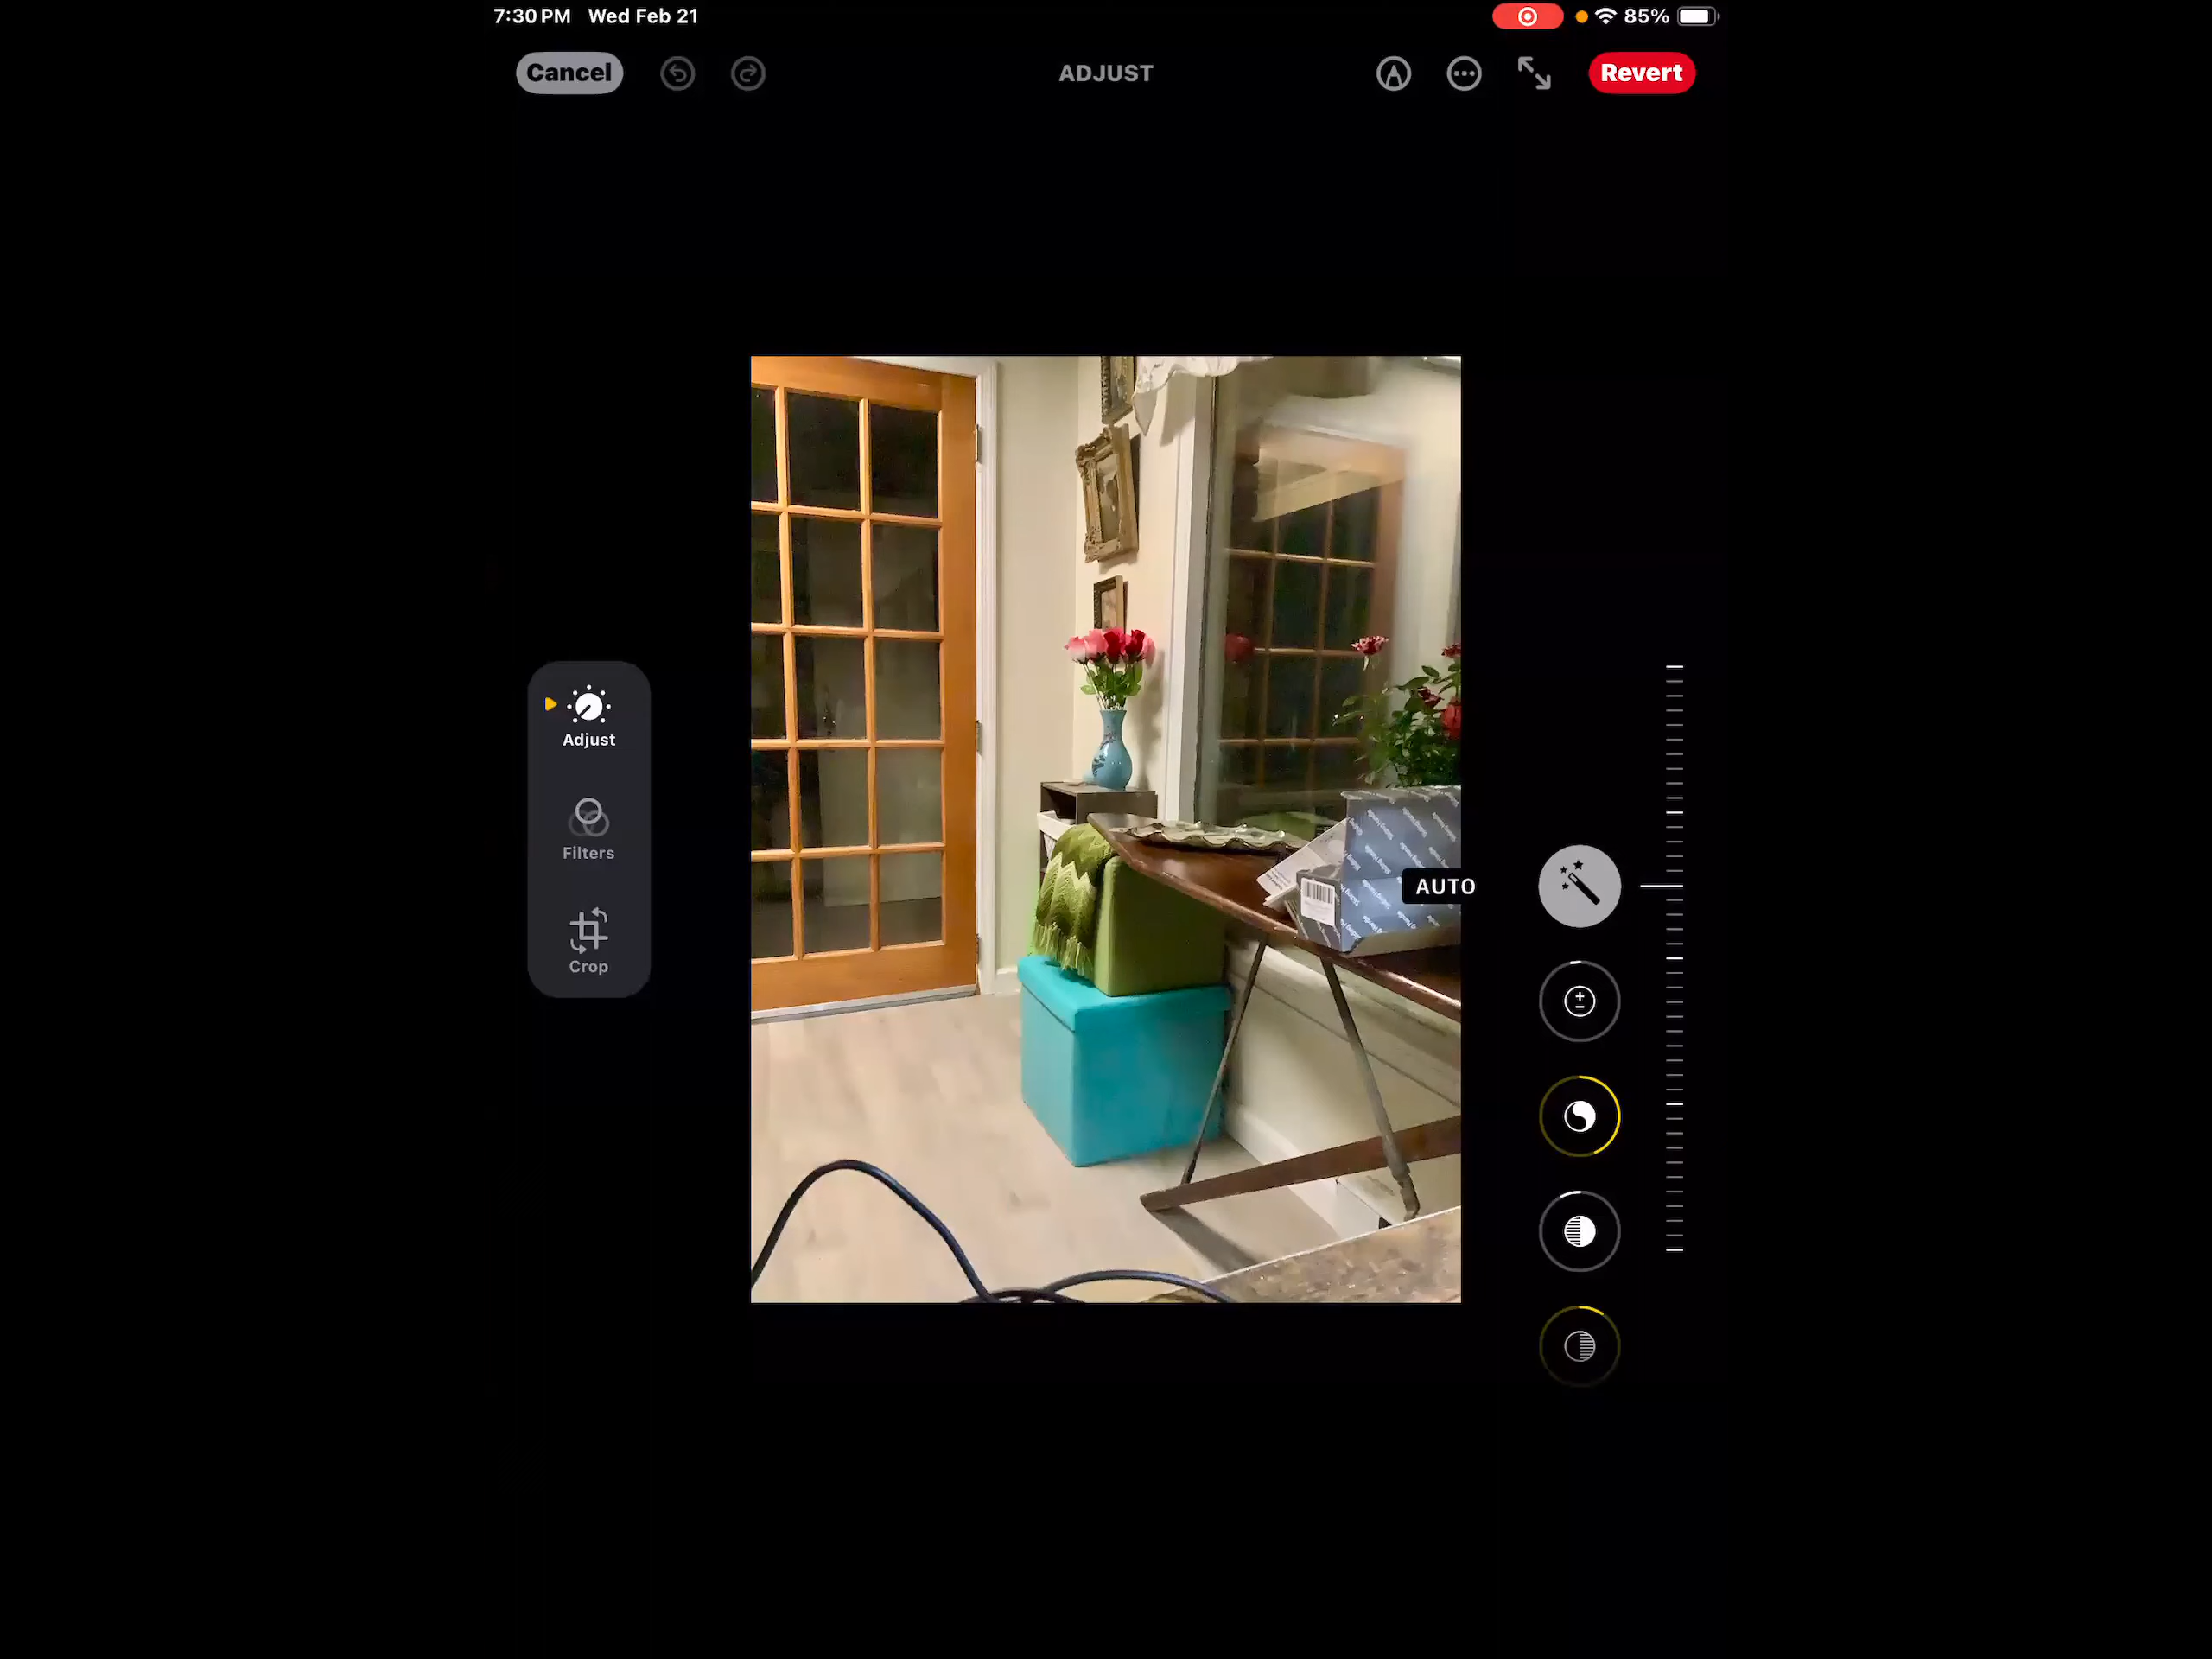 7:30 PM Wed Feb 21
85%
Cancel
ADJUST
Revert
Adjust
Filters
Crop
AUTO